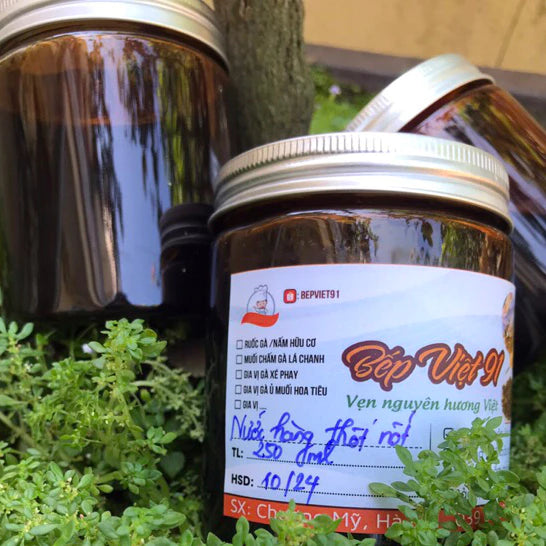 : BEPVIET91
RUỐC GÀ /NẤM HỮU CƠ
MUỐI CHẤM GÀ LÁ CHANH
GIA VỊ GÀ XÉ PHAY
GIA VỊ GÀ Ủ MUỐI HOA TIÊU
GIA VỊ
Bếp Việt 91
Vẹn nguyên hương Việt
Nước hàng thốt nốt
TL: 250 gml
HSD: 10/24
SX: Mỹ,